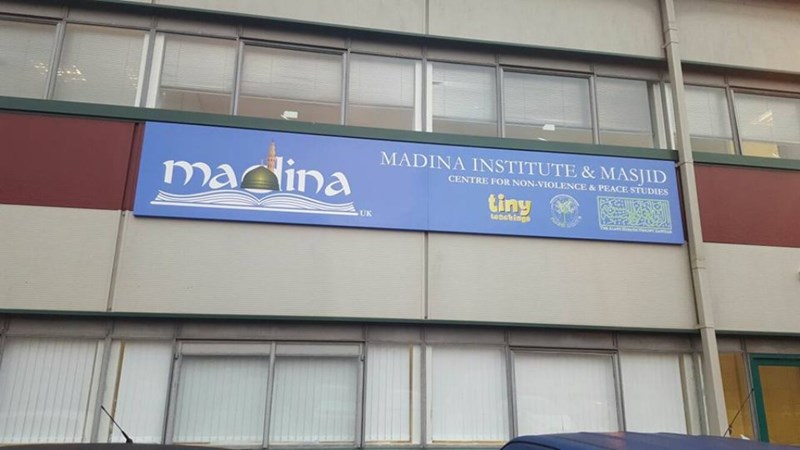 madina
UK
MADINA INSTITUTE & MASJID
CENTRE FOR NON-VIOLENCE & PEACE STUDIES
tiny
teachings